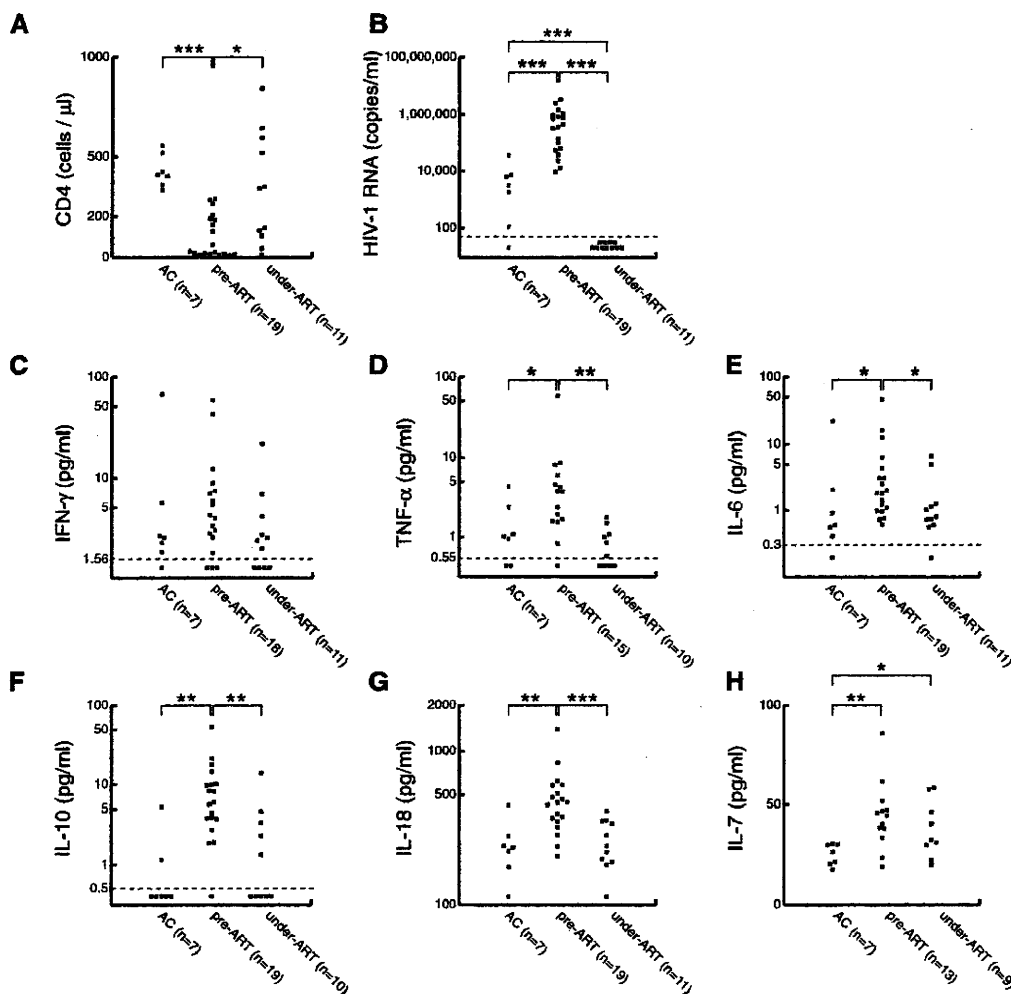 A
*** *
1000
500
200
0
CD4 (cells / µl)
AC (n=7)
pre-ART (n=19)
under-ART (n=11)
B
***
*** ***
100,000,000
1,000,000
10,000
100
HIV-1 RNA (copies/ml)
AC (n=7)
pre-ART (n=19)
under-ART (n=11)
C
100
50
10
5
1.56
IFN-γ (pg/ml)
AC (n=7)
pre-ART (n=18)
under-ART (n=11)
D
* **
100
50
10
5
1
0.55
TNF-α (pg/ml)
AC (n=7)
pre-ART (n=15)
under-ART (n=10)
E
* *
100
50
10
5
1
0.3
IL-6 (pg/ml)
AC (n=7)
pre-ART (n=19)
under-ART (n=11)
F
** **
100
50
10
5
1
0.5
IL-10 (pg/ml)
AC (n=7)
pre-ART (n=19)
under-ART (n=10)
G
** ***
2000
1000
500
100
IL-18 (pg/ml)
AC (n=7)
pre-ART (n=19)
under-ART (n=11)
H
*
**
100
50
0
IL-7 (pg/ml)
AC (n=7)
pre-ART (n=13)
under-ART (n=9)